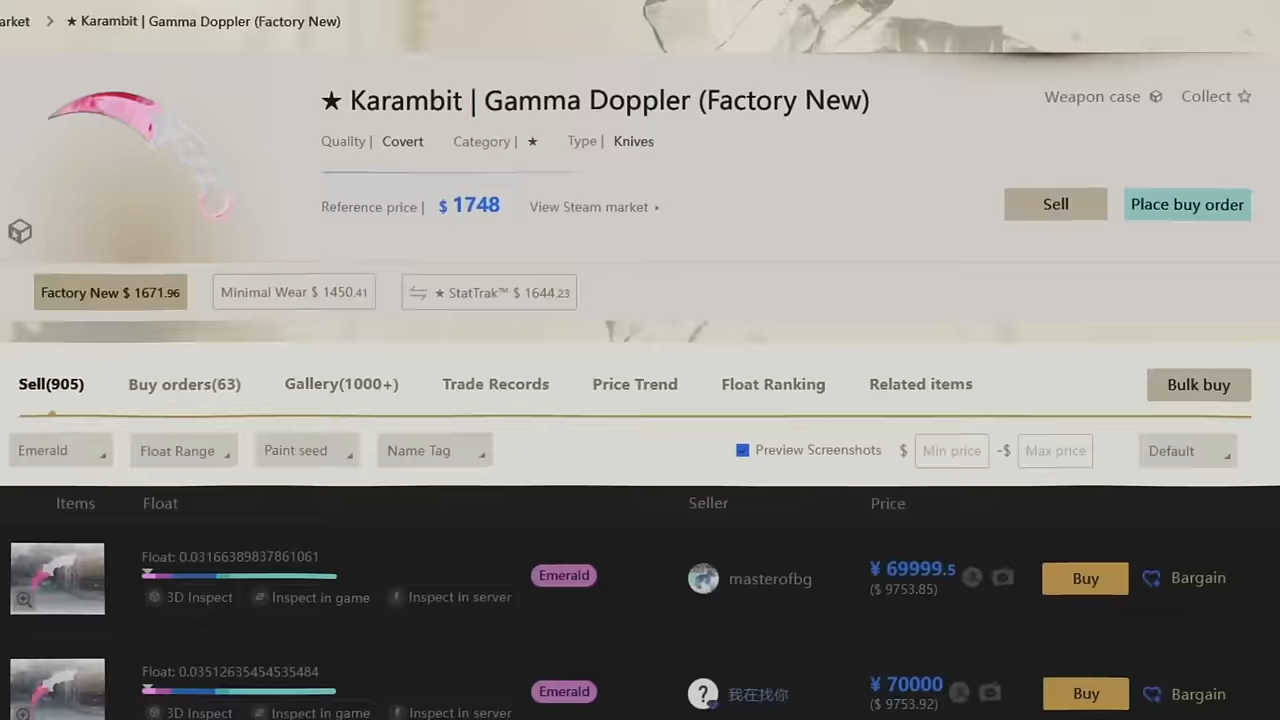 arket > ★ Karambit | Gamma Doppler (Factory New)
★ Karambit | Gamma Doppler (Factory New)
Weapon case
Collect
Quality | Covert Category | ★ Type | Knives
Reference price | $ 1748 View Steam market
Sell
Place buy order
Factory New $ 1671.96
Minimal Wear $ 1450.41
★ StatTrak™ $ 1644.23
Sell(905) Buy orders(63) Gallery(1000+) Trade Records Price Trend Float Ranking Related items
Bulk buy
Emerald Float Range Paint seed Name Tag
Preview Screenshots $ Min price -$ Max price Default
Items Float Seller Price
Float: 0.03166389837861061
3D Inspect Inspect in game Inspect in server
Emerald
masterofbg
¥ 69999.5
($ 9753.85)
Buy
Bargain
Float: 0.03512635454535484
3D Inspect Inspect in game Inspect in server
Emerald
我在找你
¥ 70000
($ 9753.92)
Buy
Bargain